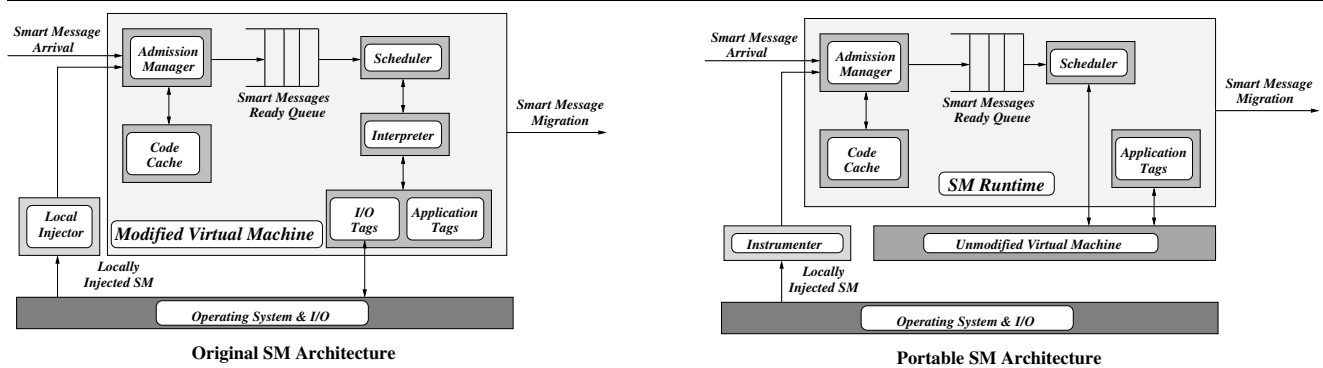 Smart Message
Arrival
Admission
Manager
Smart Messages
Ready Queue
Scheduler
Interpreter
Code
Cache
Smart Message
Migration
I/O
Tags
Application
Tags
Modified Virtual Machine
Local
Injector
Locally
Injected SM
Operating System & I/O
Original SM Architecture
Smart Message
Arrival
Admission
Manager
Smart Messages
Ready Queue
Scheduler
Smart Message
Migration
Code
Cache
Application
Tags
SM Runtime
Instrumenter
Unmodified Virtual Machine
Locally
Injected SM
Operating System & I/O
Portable SM Architecture